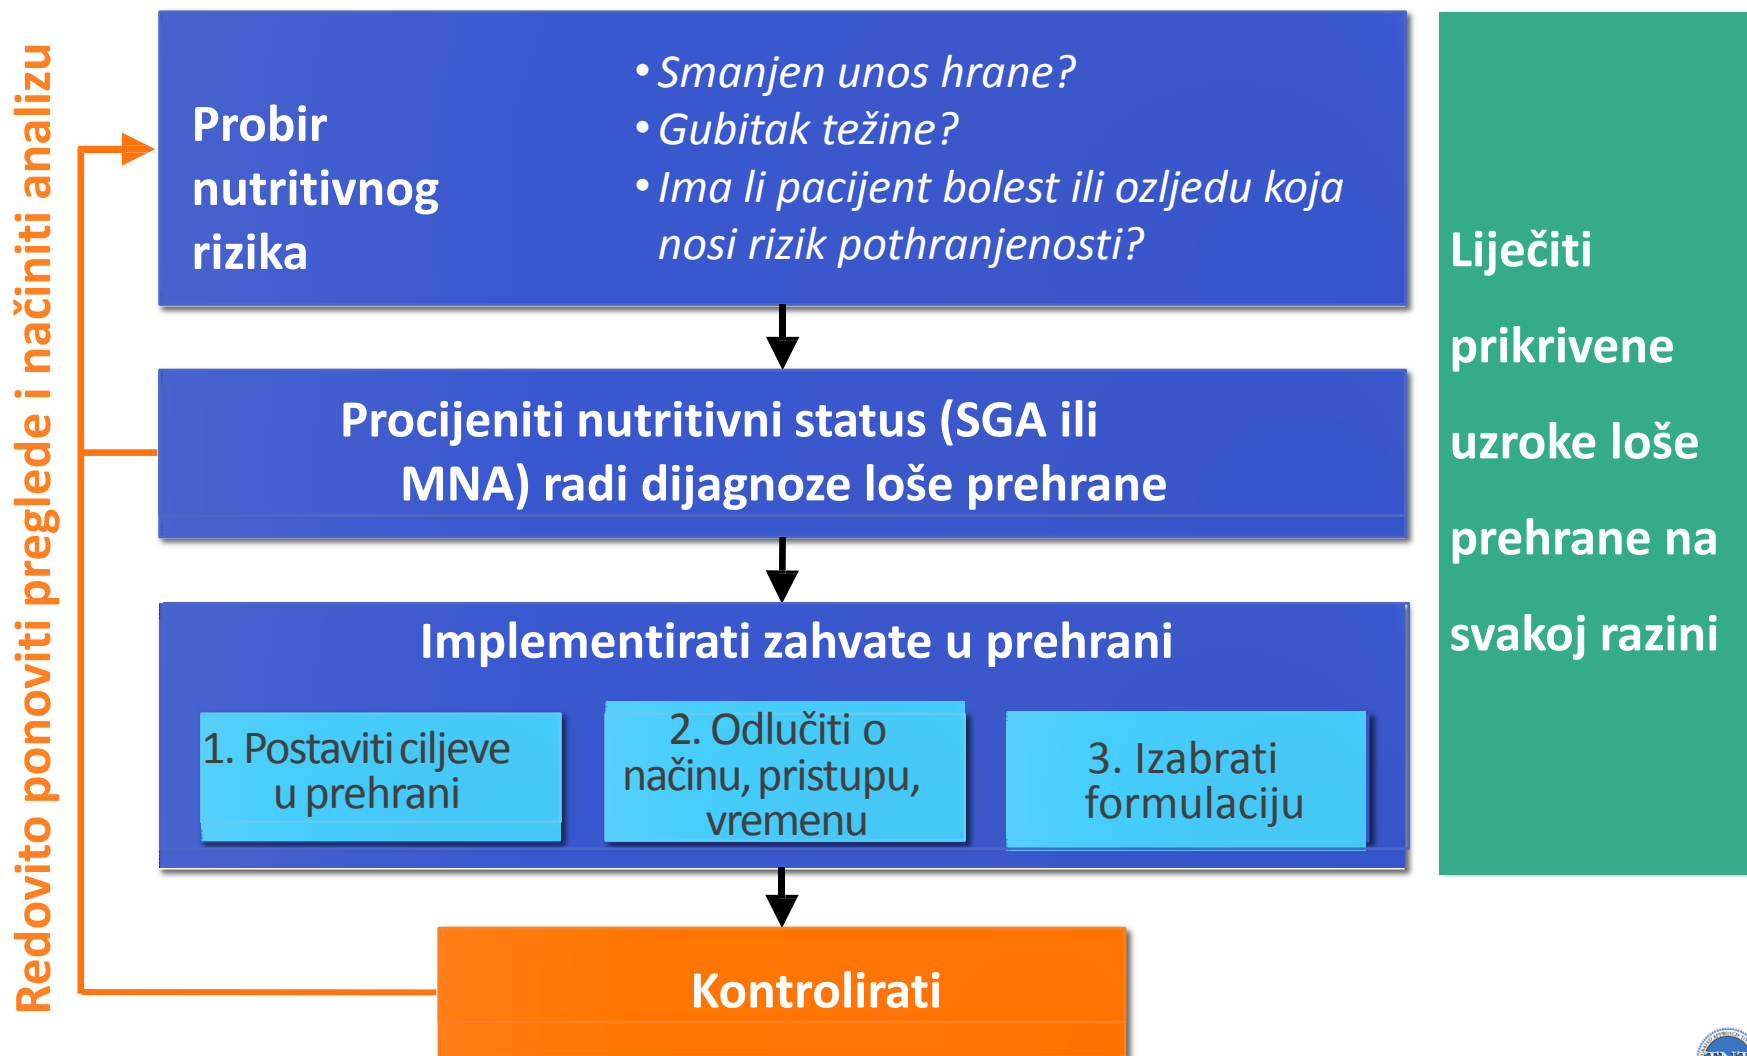 Redovito ponoviti preglede i načiniti analizu
Probir
nutritivnog
rizika
• Smanjen unos hrane?
• Gubitak težine?
• Ima li pacijent bolest ili ozljedu koja
nosi rizik pothranjenosti?
Procijeniti nutritivni status (SGA ili
MNA) radi dijagnoze loše prehrane
Implementirati zahvate u prehrani
1. Postaviti ciljeve
u prehrani
2. Odlučiti o
načinu, pristupu,
vremenu
3. Izabrati
formulaciju
Kontrolirati
Liječiti
prikrivene
uzroke loše
prehrane na
svakoj razini